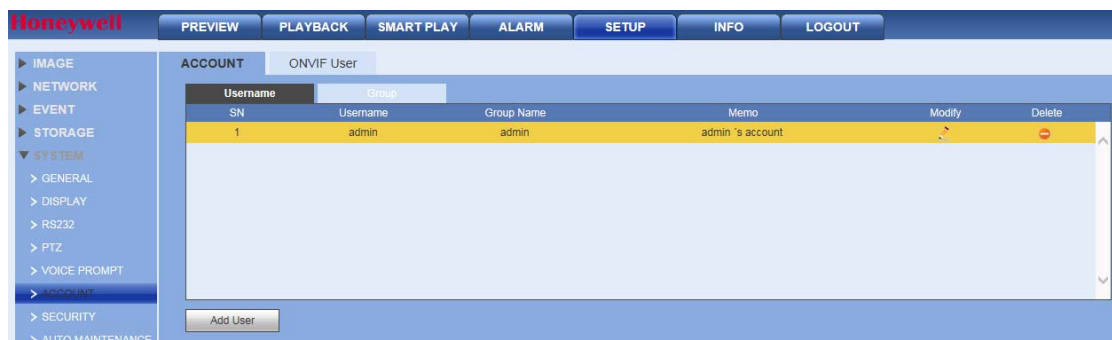 Honeywell
PREVIEW PLAYBACK SMART PLAY ALARM SETUP INFO LOGOUT
IMAGE
NETWORK
EVENT
STORAGE
SYSTEM
GENERAL
DISPLAY
RS232
PTZ
VOICE PROMPT
ACCOUNT
SECURITY
AUTO MAINTENANCE
ACCOUNT ONVIF User
Username Group
SN Username Group Name Memo Modify Delete
1 admin admin admin 's account
Add User